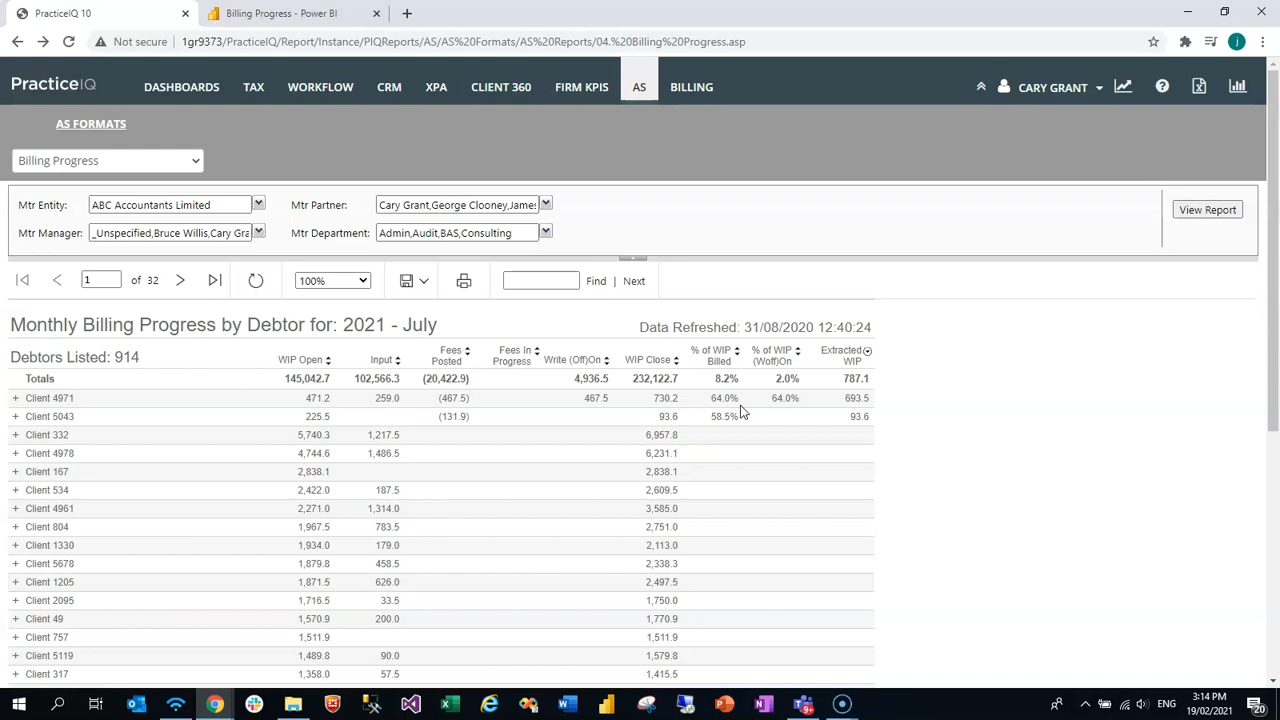 PracticeIQ 10
Billing Progress - Power BI
Not secure 1gr9373/PracticeIQ/Report/Instance/PIQReports/AS/AS%20Formats/AS%20Reports/04.%20Billing%20Progress.asp
PracticeIQ DASHBOARDS TAX WORKFLOW CRM XPA CLIENT 360 FIRM KPIS AS BILLING CARY GRANT
AS FORMATS
Billing Progress
Mtr Entity: ABC Accountants Limited Mtr Partner: Cary Grant,George Clooney,James View Report
Mtr Manager: _Unspecified,Bruce Willis,Cary Gra Mtr Department: Admin,Audit,BAS,Consulting
1 of 32 100% Find | Next
Monthly Billing Progress by Debtor for: 2021 - July Data Refreshed: 31/08/2020 12:40:24
Debtors Listed: 914 WIP Open Input Fees Posted Fees In Progress Write (Off)On WIP Close % of WIP Billed % of WIP (Woff)On Extracted WIP
Totals 145,042.7 102,566.3 (20,422.9) 4,936.5 232,122.7 8.2% 2.0% 787.1
+ Client 4971 471.2 259.0 (467.5) 467.5 730.2 64.0% 64.0% 693.5
+ Client 5043 225.5 (131.9) 93.6 58.5% 93.6
+ Client 332 5,740.3 1,217.5 6,957.8
+ Client 4978 4,744.6 1,486.5 6,231.1
+ Client 167 2,838.1 2,838.1
+ Client 534 2,422.0 187.5 2,609.5
+ Client 4961 2,271.0 1,314.0 3,585.0
+ Client 804 1,967.5 783.5 2,751.0
+ Client 1330 1,934.0 179.0 2,113.0
+ Client 5678 1,879.8 458.5 2,338.3
+ Client 1205 1,871.5 626.0 2,497.5
+ Client 2095 1,716.5 33.5 1,750.0
+ Client 49 1,570.9 200.0 1,770.9
+ Client 757 1,511.9 1,511.9
+ Client 5119 1,489.8 90.0 1,579.8
+ Client 317 1,358.0 57.5 1,415.5
ENG 3:14 PM
19/02/2021 20